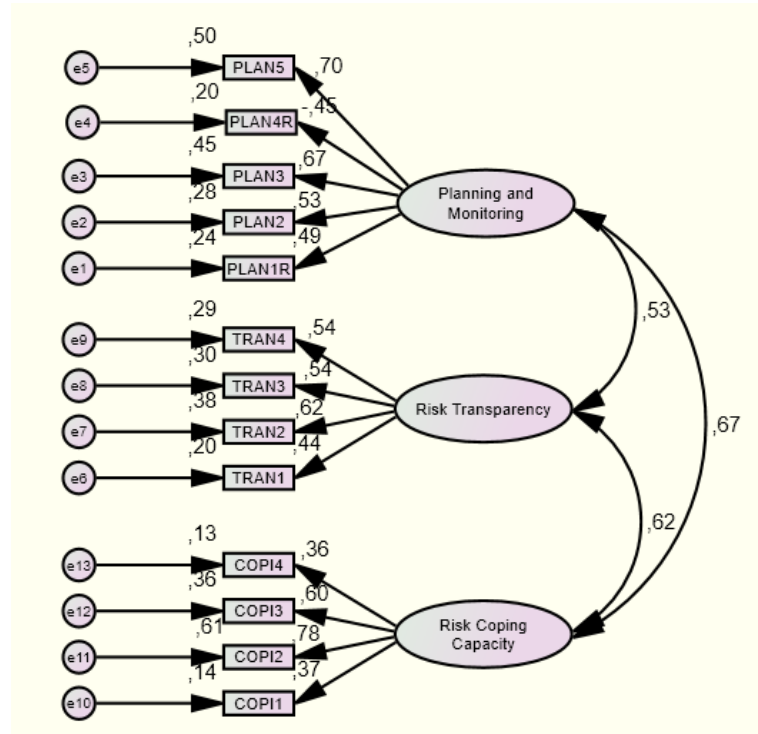 ,50
e5 PLAN5 ,70
,20
e4 PLAN4R -,45
,45
e3 PLAN3 ,67
,28
e2 PLAN2 ,53
,24
e1 PLAN1R ,49
Planning and
Monitoring
,29
e9 TRAN4 ,54
,30
e8 TRAN3 ,54
,38
e7 TRAN2 ,62
,20
e6 TRAN1 ,44
Risk Transparency
,13
e13 COPI4 ,36
,36
e12 COPI3 ,60
,61
e11 COPI2 ,78
,14
e10 COPI1 ,37
Risk Coping
Capacity
,53
,67
,62